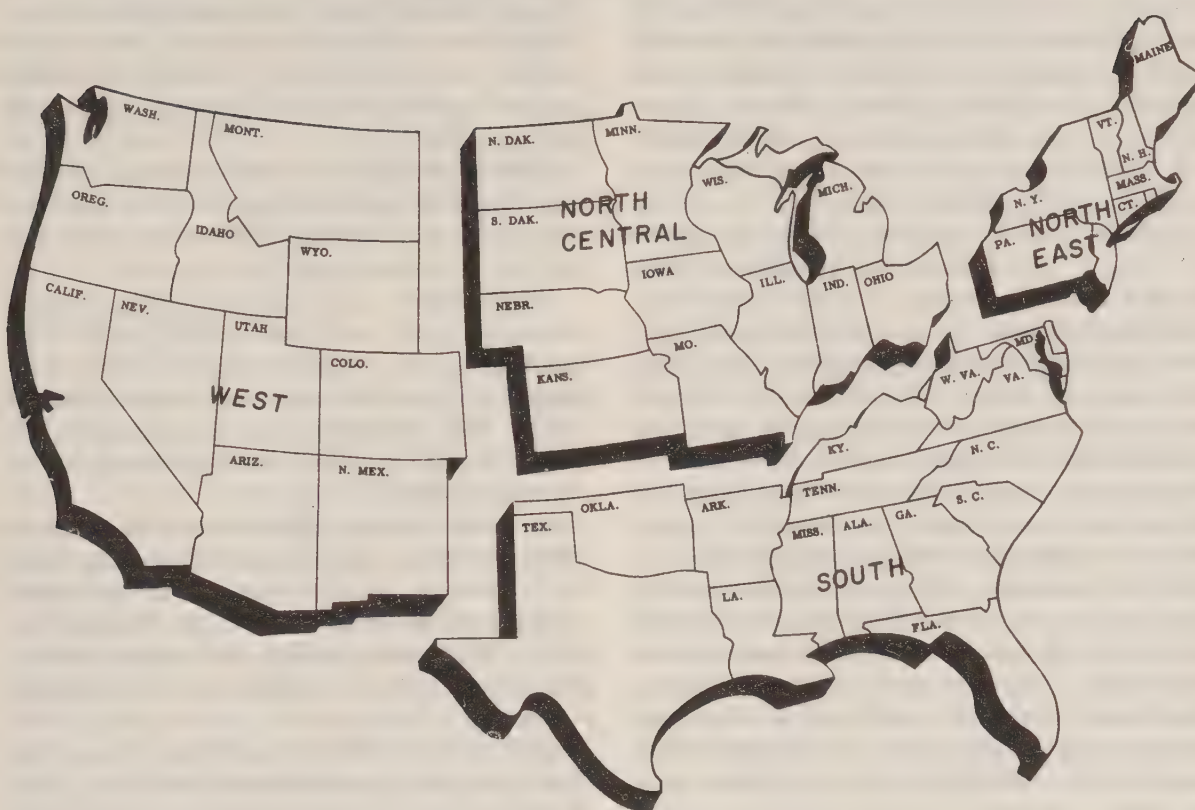 WASH.
MONT.
OREG.
IDAHO
WYO.
CALIF.
NEV.
UTAH
COLO.
WEST
ARIZ.
N. MEX.
N. DAK.
MINN.
S. DAK.
NORTH
CENTRAL
WIS.
MICH.
IOWA
NEBR.
ILL.
IND.
OHIO
KANS.
MO.
MAINE
VT.
N. H.
MASS.
N. Y.
CT.
PA.
NORTH
EAST
MD.
W. VA.
VA.
KY.
N. C.
TENN.
S. C.
OKLA.
ARK.
TEX.
MISS.
ALA.
GA.
SOUTH
LA.
FLA.